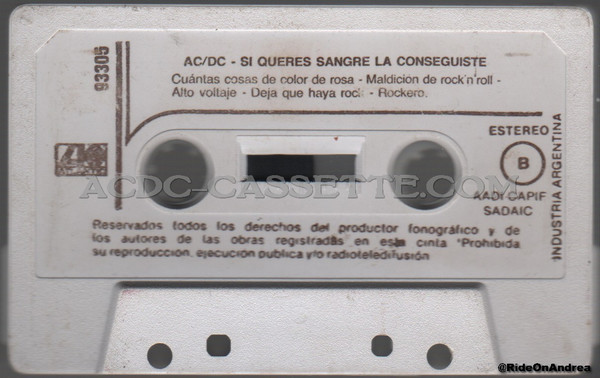 AC/DC - SI QUERES SANGRE LA CONSEGUISTE
Cuántas cosas de color de rosa - Maldicion de rock'n'roll -
Alto voltaje - Deja que haya rock - Rockero.
93305
ESTEREO
B
AADI CAPIF
SADAIC
INDUSTRIA ARGENTINA
ACDC-CASSETTE.COM
Reservados todos los derechos del productor fonográfico y de
los autores de las obras registradas en esta cinta "Prohibida
su reproducción, ejecución publica y/o radioteledifusión
@RideOnAndrea